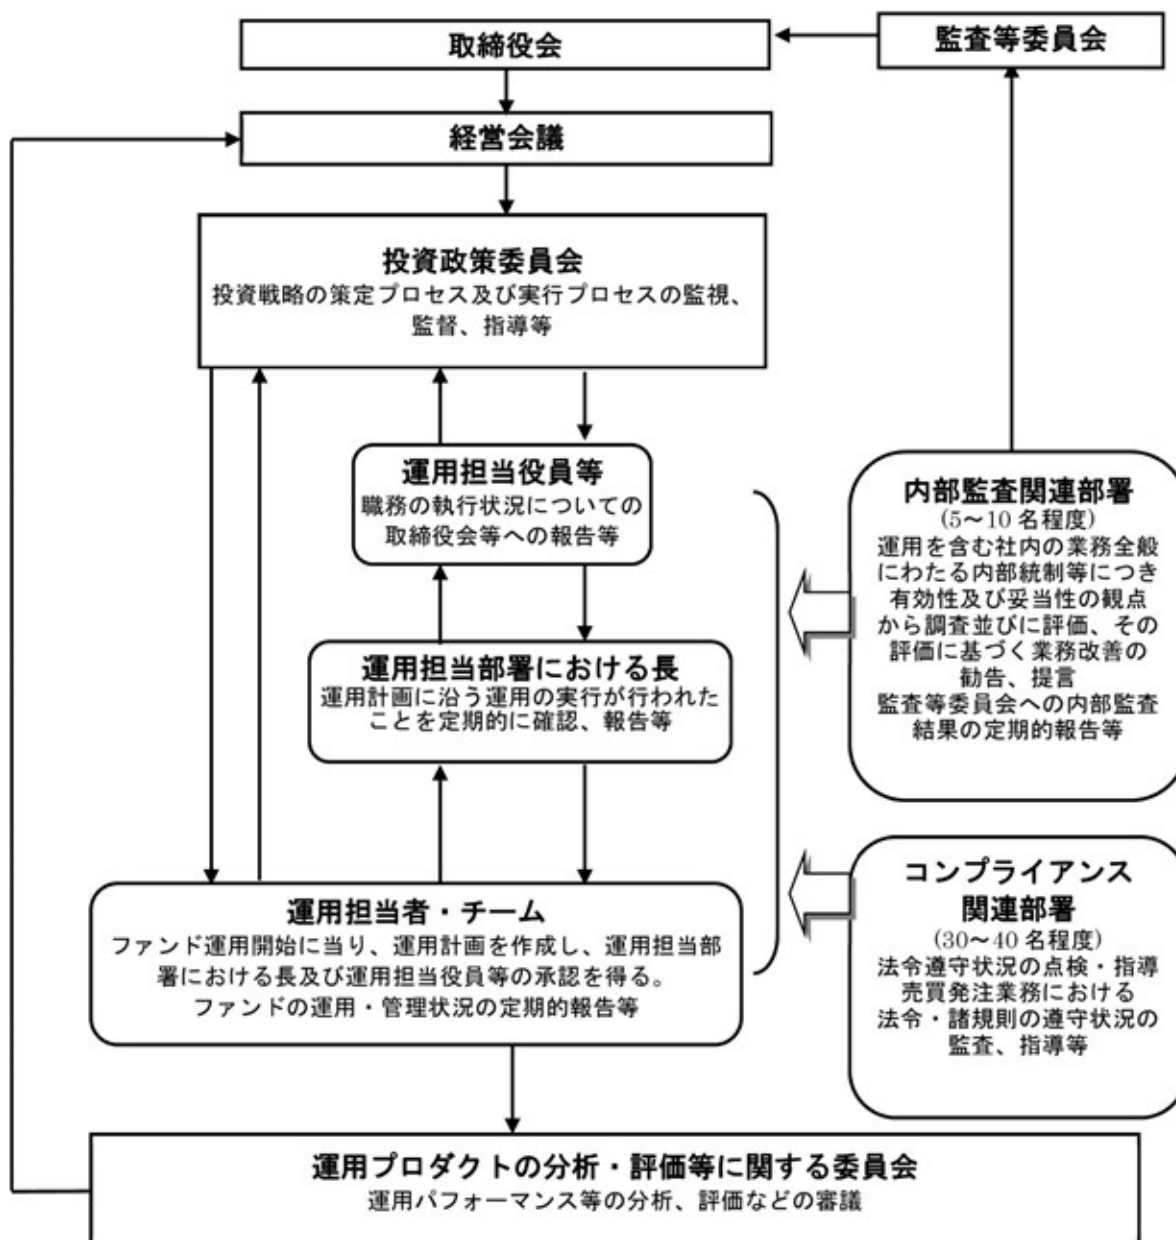 取締役会
監査等委員会
経営会議
投資政策委員会
投資戦略の策定プロセス及び実行プロセスの監視、
監督、指導等
運用担当役員等
職務の執行状況についての
取締役会等への報告等
運用担当部署における長
運用計画に沿う運用の実行が行われた
ことを定期的に確認、報告等
運用担当者・チーム
ファンド運用開始に当り、運用計画を作成し、運用担当部
署における長及び運用担当役員等の承認を得る。
ファンドの運用・管理状況の定期的報告等
内部監査関連部署
(5～10 名程度)
運用を含む社内の業務全般
にわたる内部統制等につき
有効性及び妥当性の観点
から調査並びに評価、その
評価に基づく業務改善の
勧告、提言
監査等委員会への内部監査
結果の定期的報告等
コンプライアンス
関連部署
(30～40 名程度)
法令遵守状況の点検・指導
売買発注業務における
法令・諸規則の遵守状況の
監査、指導等
運用プロダクトの分析・評価等に関する委員会
運用パフォーマンス等の分析、評価などの審議